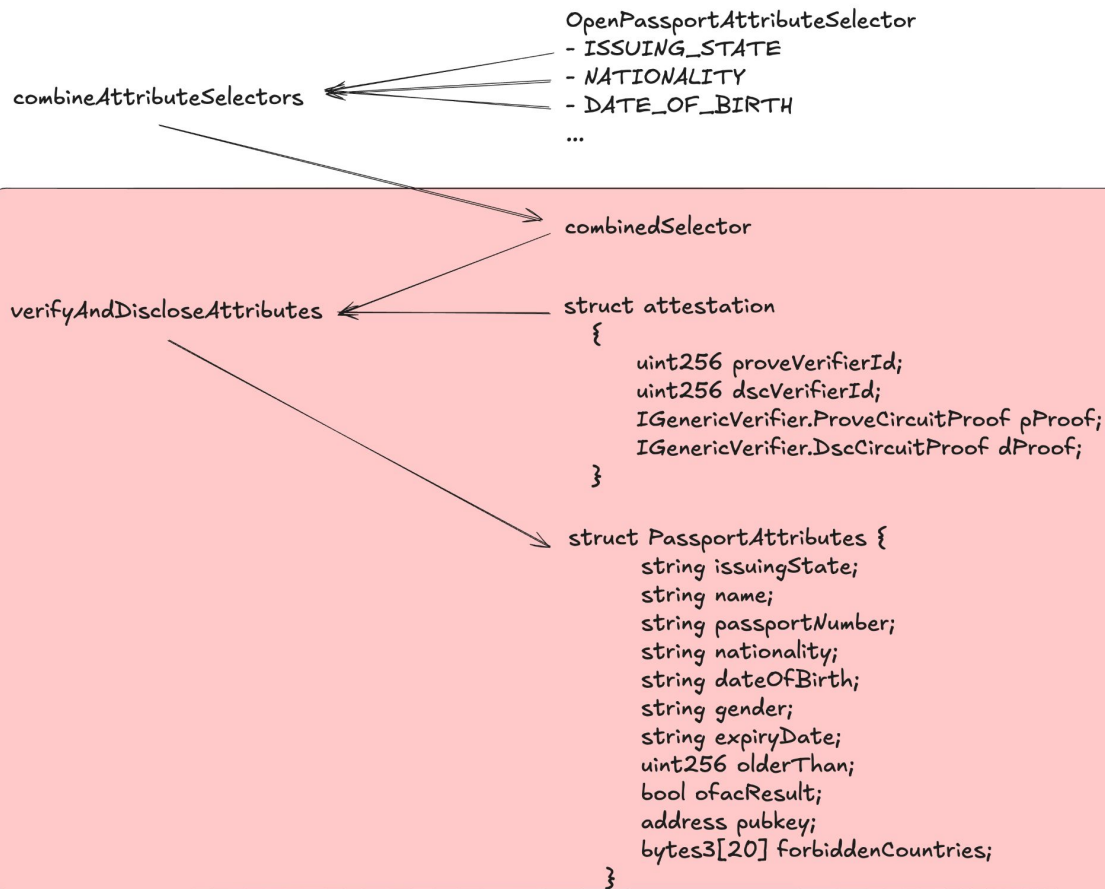 OpenPassportAttributeSelector
- ISSUING_STATE
- NATIONALITY
- DATE_OF_BIRTH
...
combineAttributeSelectors
combinedSelector
verifyAndDiscloseAttributes
struct attestation
{
uint256 proveVerifierId;
uint256 dscVerifierId;
IGenericVerifier.ProveCircuitProof pProof;
IGenericVerifier.DscCircuitProof dProof;
}
struct PassportAttributes {
string issuingState;
string name;
string passportNumber;
string nationality;
string dateOfBirth;
string gender;
string expiryDate;
uint256 olderThan;
bool ofacResult;
address pubkey;
bytes3[20] forbiddenCountries;
}